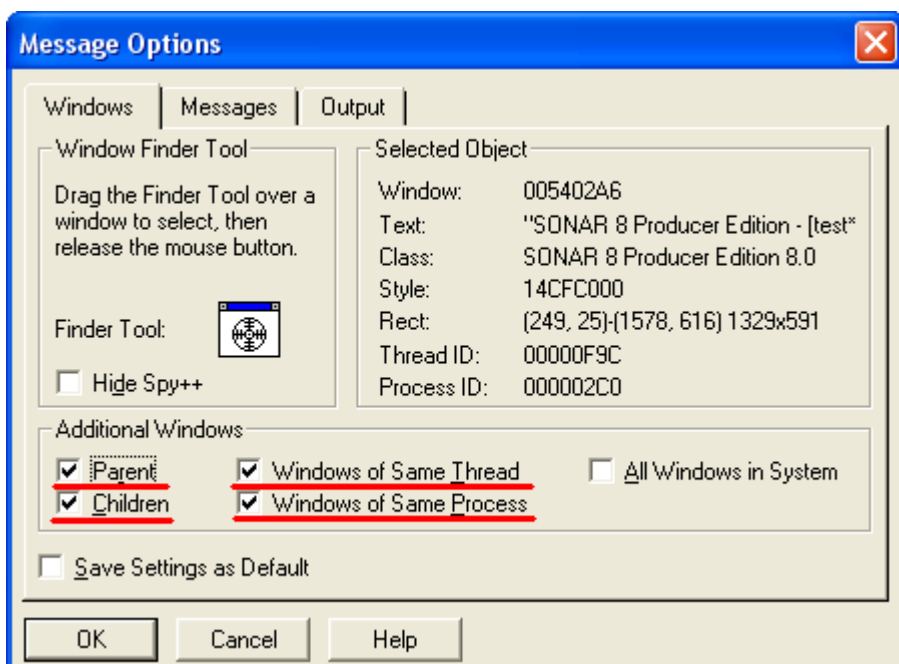 Message Options
Windows Messages Output
Window Finder Tool
Drag the Finder Tool over a
window to select, then
release the mouse button.
Finder Tool:
Hide Spy++
Selected Object
Window: 005402A6
Text: "SONAR 8 Producer Edition - [test*
Class: SONAR 8 Producer Edition 8.0
Style: 14CFC000
Rect: (249, 25)-(1578, 616) 1329x591
Thread ID: 00000F9C
Process ID: 000002C0
Additional Windows
Parent Windows of Same Thread All Windows in System
Children Windows of Same Process
Save Settings as Default
OK Cancel Help